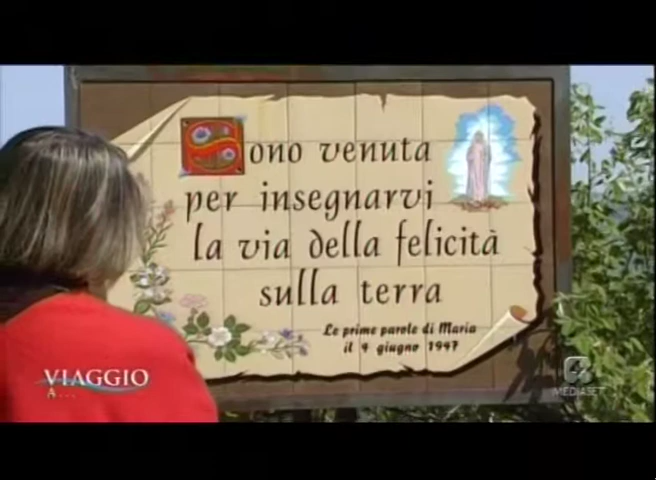 Sono venuta
per insegnarvi
la via della felicità
sulla terra
Le prime parole di Maria
il 4 giugno 1947
VIAGGIO
A...
4
MEDIASET